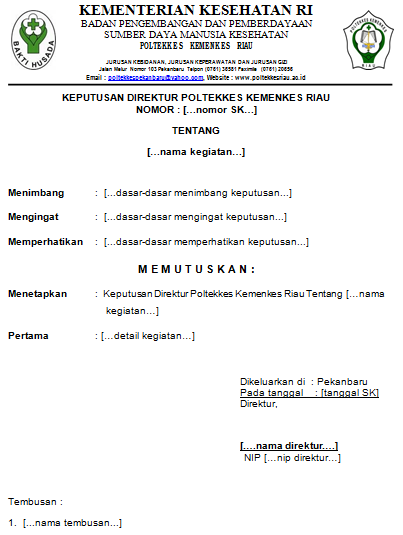 KEMENTERIAN KESEHATAN RI
BADAN PENGEMBANGAN DAN PEMBERDAYAAN
SUMBER DAYA MANUSIA KESEHATAN
POLTEKKES KEMENKES RIAU
JURUSAN KEBIDANAN, JURUSAN KEPERAWATAN DAN JURUSAN GIZI
Jalan Melur Nomor 103 Pekanbaru Telpon (0761) 36581 Faximile (0761) 20656
Email : poltekkespekanbaru@yahoo.com, Website : www.poltekkesriau.ac.id
BAKTI HUSADA
POLTEKKES KEMENKES
RIAU
KEPUTUSAN DIREKTUR POLTEKKES KEMENKES RIAU
NOMOR : [...nomor SK...]
TENTANG
[...nama kegiatan...]
Menimbang : [...dasar-dasar menimbang keputusan...]
Mengingat : [...dasar-dasar mengingat keputusan...]
Memperhatikan : [...dasar-dasar memperhatikan keputusan...]
M E M U T U S K A N :
Menetapkan : Keputusan Direktur Poltekkes Kemenkes Riau Tentang [...nama
kegiatan...]
Pertama : [...detail kegiatan...]
Dikeluarkan di : Pekanbaru
Pada tanggal : [tanggal SK]
Direktur,
[....nama direktur....]
NIP [...nip direktur...]
Tembusan :
1. [...nama tembusan...]